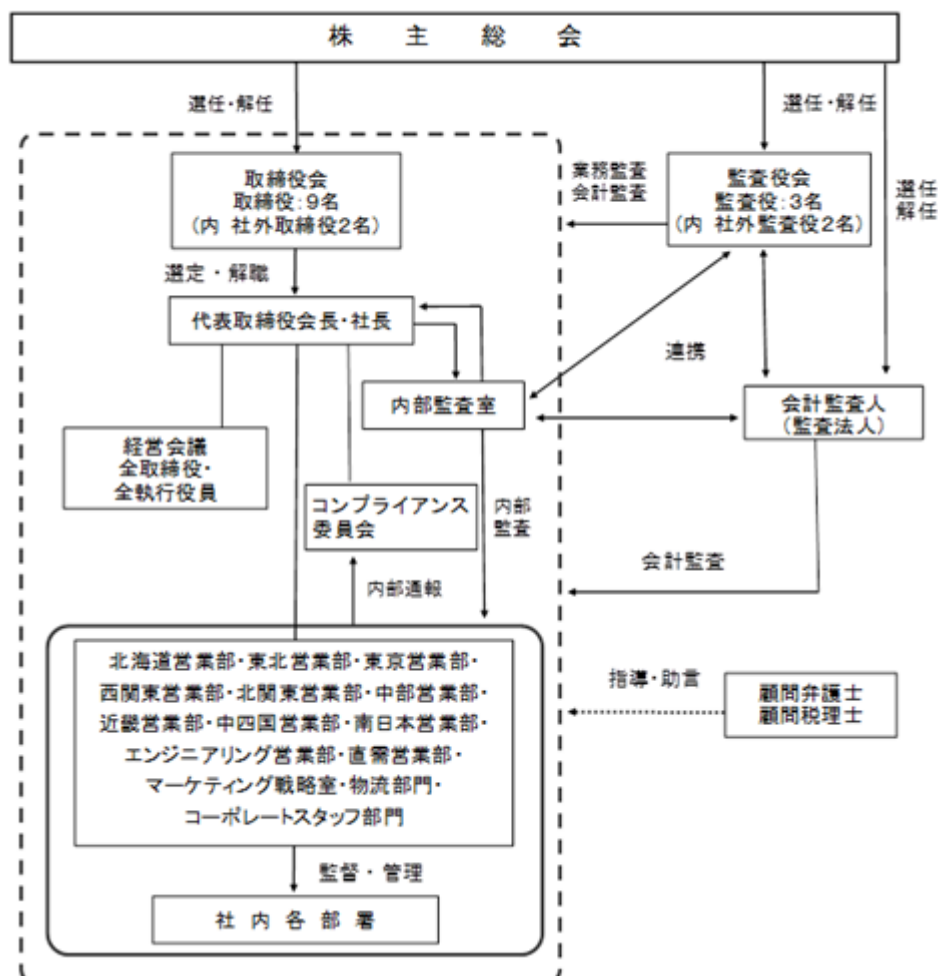 株 主 総 会
選任・解任
選任・解任
選任
解任
取締役会
取締役:9名
(内 社外取締役2名)
業務監査
会計監査
監査役会
監査役:3名
(内 社外監査役2名)
選定・解職
代表取締役会長・社長
連携
内部監査室
会計監査人
(監査法人)
経営会議
全取締役・
全執行役員
コンプライアンス
委員会
内部
監査
会計監査
内部通報
北海道営業部・東北営業部・東京営業部・
西関東営業部・北関東営業部・中部営業部・
近畿営業部・中四国営業部・南日本営業部・
エンジニアリング営業部・直需営業部・
マーケティング戦略室・物流部門・
コーポレートスタッフ部門
指導・助言
顧問弁護士
顧問税理士
監督・管理
社 内 各 部 署